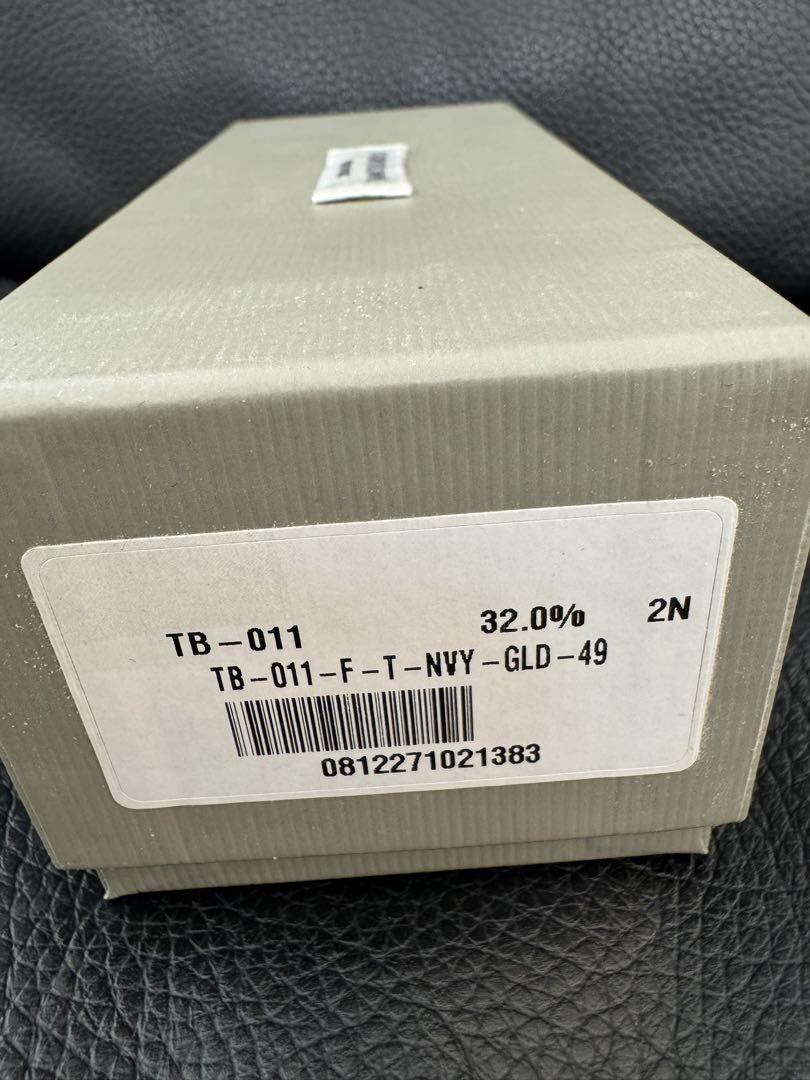 TB-011 32.0% 2N
TB-011-F-T-NVY-GLD-49
0812271021383